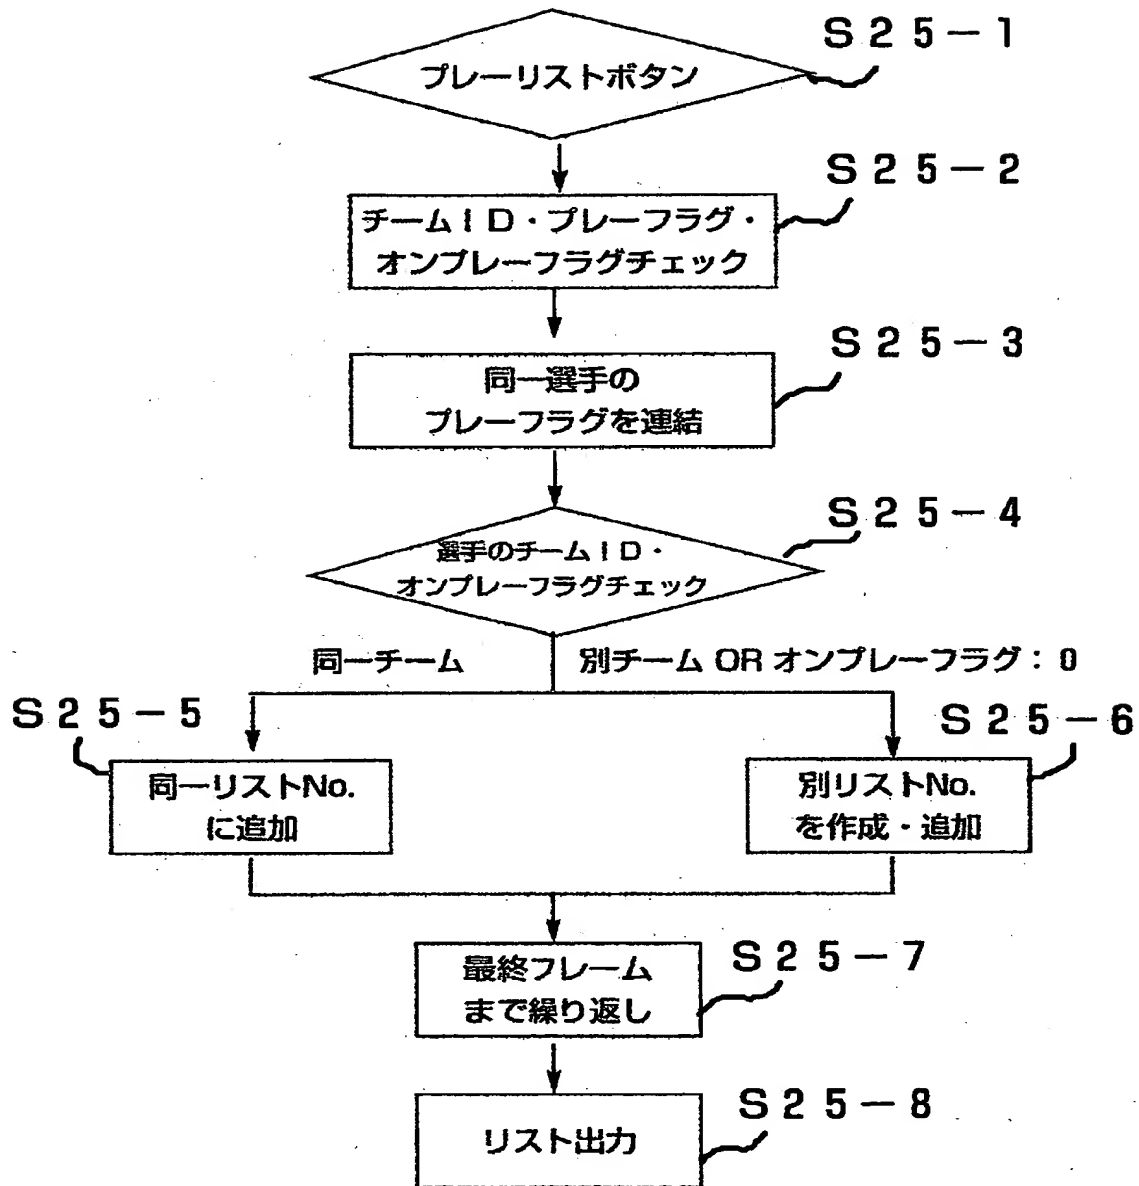 S25-1
プレーリストボタン
S25-2
チームID・プレーフラグ・
オンプレーフラグチェック
S25-3
同一選手の
プレーフラグを連結
S25-4
選手のチームID・
オンプレーフラグチェック
同一チーム
別チーム OR オンプレーフラグ：0
S25-5
同一リストNo.
に追加
S25-6
別リストNo.
を作成・追加
S25-7
最終フレーム
まで繰り返し
S25-8
リスト出力